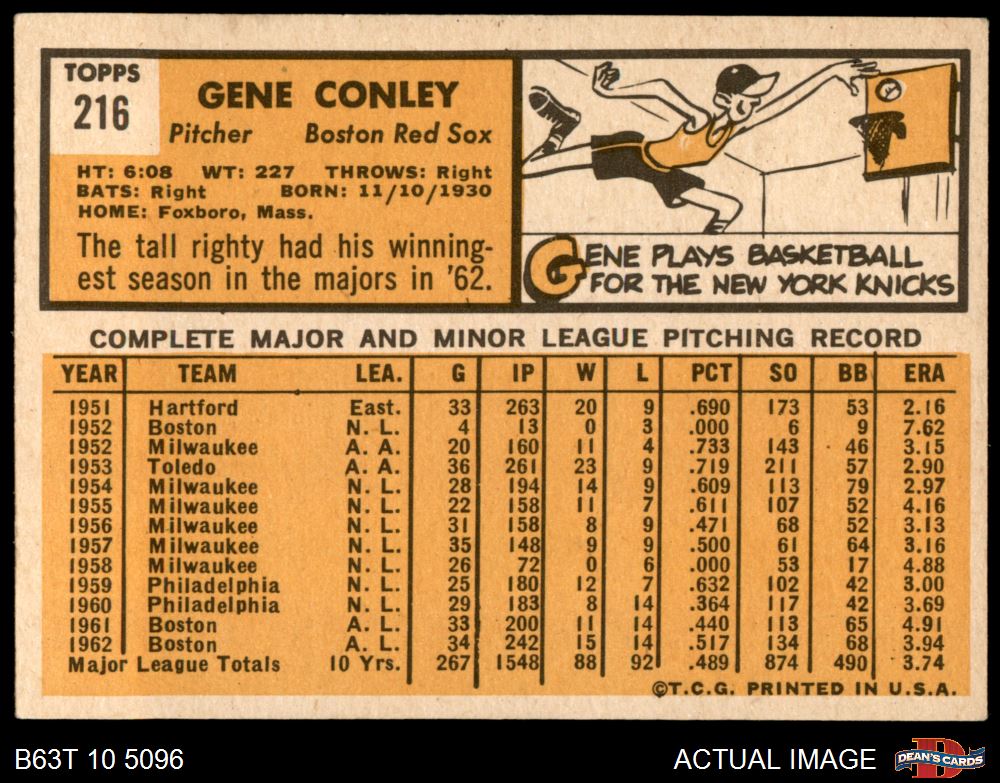 TOPPS
216
GENE CONLEY
Pitcher Boston Red Sox
HT: 6:08 WT: 227 THROWS: Right
BATS: Right BORN: 11/10/1930
HOME: Foxboro, Mass.
The tall righty had his winning-
est season in the majors in '62.
GENE PLAYS BASKETBALL
FOR THE NEW YORK KNICKS
COMPLETE MAJOR AND MINOR LEAGUE PITCHING RECORD
YEAR TEAM LEA. G IP W L PCT SO BB ERA
1951 Hartford East. 33 263 20 9 .690 173 53 2.16
1952 Boston N. L. 4 13 0 3 .000 6 9 7.62
1952 Milwaukee A. A. 20 160 11 4 .733 143 46 3.15
1953 Toledo A. A. 36 261 23 9 .719 211 57 2.90
1954 Milwaukee N. L. 28 194 14 9 .609 113 79 2.97
1955 Milwaukee N. L. 22 158 11 7 .611 107 52 4.16
1956 Milwaukee N. L. 31 158 8 9 .471 68 52 3.13
1957 Milwaukee N. L. 35 148 9 9 .500 61 64 3.16
1958 Milwaukee N. L. 26 72 0 6 .000 53 17 4.88
1959 Philadelphia N. L. 25 180 12 7 .632 102 42 3.00
1960 Philadelphia N. L. 29 183 8 14 .364 117 42 3.69
1961 Boston A. L. 33 200 11 14 .440 113 65 4.91
1962 Boston A. L. 34 242 15 14 .517 134 68 3.94
Major League Totals 10 Yrs. 267 1548 88 92 .489 874 490 3.74
©T.C.G. PRINTED IN U.S.A.
B63T 10 5096
ACTUAL IMAGE
DEAN'S CARDS